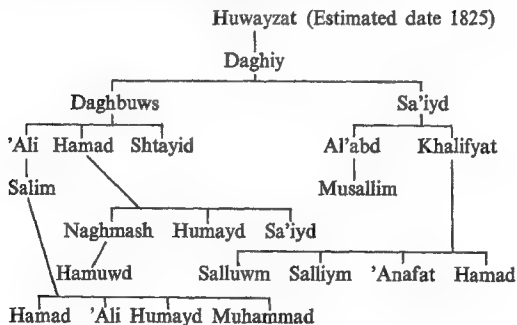 Huwayzat (Estimated date 1825)
Daghiy
Daghbuws Sa'iyd
'Ali Hamad Shtayid Al'abd Khalifyat
Salim Musallim
Naghmash Humayd Sa'iyd
Hamuwd Salluwm Salliym 'Anafat Hamad
Hamad 'Ali Humayd Muhammad